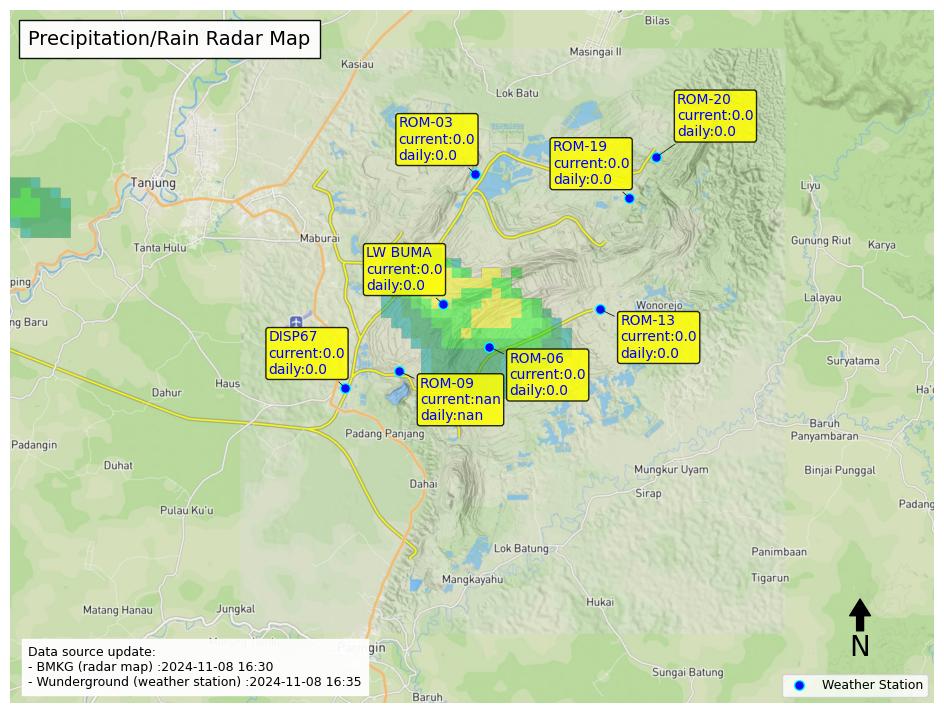 Precipitation/Rain Radar Map
Bilas
Masingai II
Kasiau
Lok Batu
ROM-20
current:0.0
daily:0.0
ROM-03
current:0.0
daily:0.0
ROM-19
current:0.0
daily:0.0
Tanjung
Liyu
Maburai
Tanta Hulu
Gunung Riut
Karya
LW BUMA
current:0.0
daily:0.0
ping
Lalayau
Wonorejo
ng Baru
ROM-13
current:0.0
daily:0.0
DISP67
current:0.0
daily:0.0
ROM-06
current:0.0
daily:0.0
Suryatama
Ha'
Haus
Dahur
ROM-09
current:nan
daily:nan
Baruh
Panyambaran
Padang Panjang
Padangin
Duhat
Mungkur Uyam
Binjai Punggal
Dahai
Sirap
Padang
Pulau Ku'u
Lok Batung
Panimbaan
Mangkayahu
Tigarun
Matang Hanau
Jungkal
Hukai
Sungai Batung
Baruh
Data source update:
- BMKG (radar map) :2024-11-08 16:30
- Wunderground (weather station) :2024-11-08 16:35
N
Weather Station